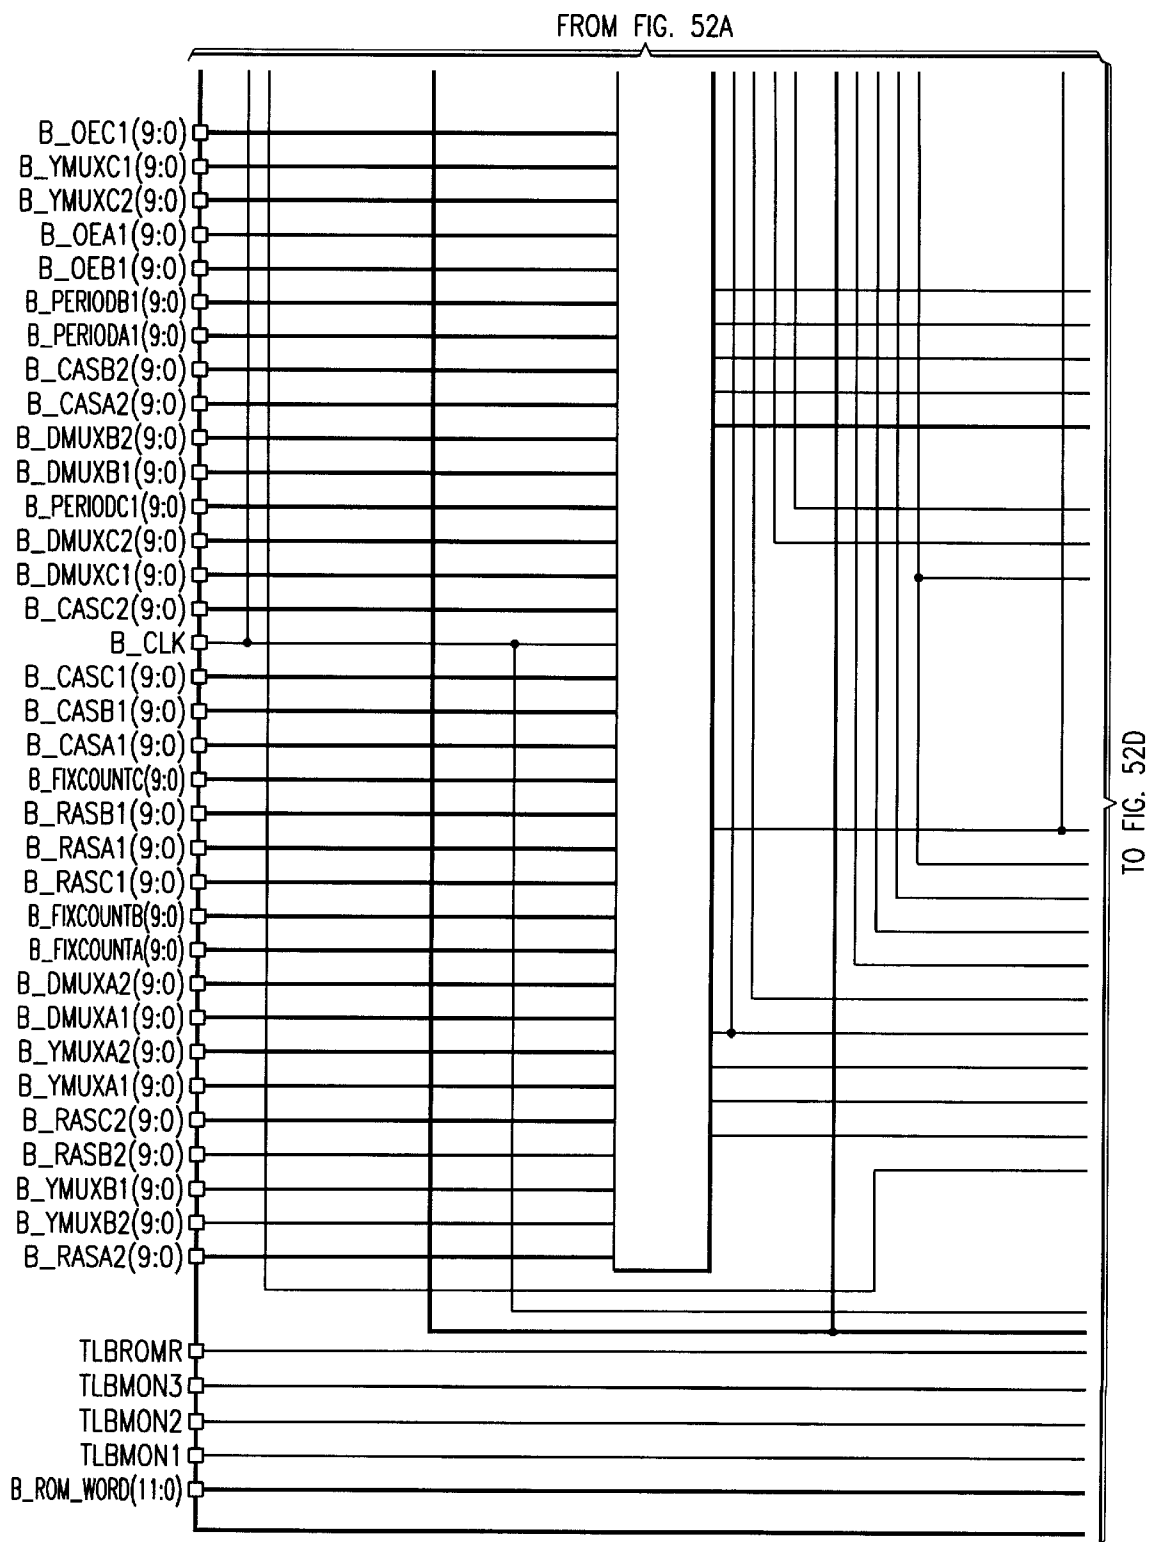 FROM FIG. 52A
B_OEC1(9:0)
B_YMUXC1(9:0)
B_YMUXC2(9:0)
B_OEA1(9:0)
B_OEB1(9:0)
B_PERIODB1(9:0)
B_PERIODA1(9:0)
B_CASB2(9:0)
B_CASA2(9:0)
B_DMUXB2(9:0)
B_DMUXB1(9:0)
B_PERIODC1(9:0)
B_DMUXC2(9:0)
B_DMUXC1(9:0)
B_CASC2(9:0)
B_CLK
B_CASC1(9:0)
B_CASB1(9:0)
B_CASA1(9:0)
B_FIXCOUNTC(9:0)
B_RASB1(9:0)
B_RASA1(9:0)
B_RASC1(9:0)
B_FIXCOUNTB(9:0)
B_FIXCOUNTA(9:0)
B_DMUXA2(9:0)
B_DMUXA1(9:0)
B_YMUXA2(9:0)
B_YMUXA1(9:0)
B_RASC2(9:0)
B_RASB2(9:0)
B_YMUXB1(9:0)
B_YMUXB2(9:0)
B_RASA2(9:0)
TLBROMR
TLBMON3
TLBMON2
TLBMON1
B_ROM_WORD(11:0)
TO FIG. 52D